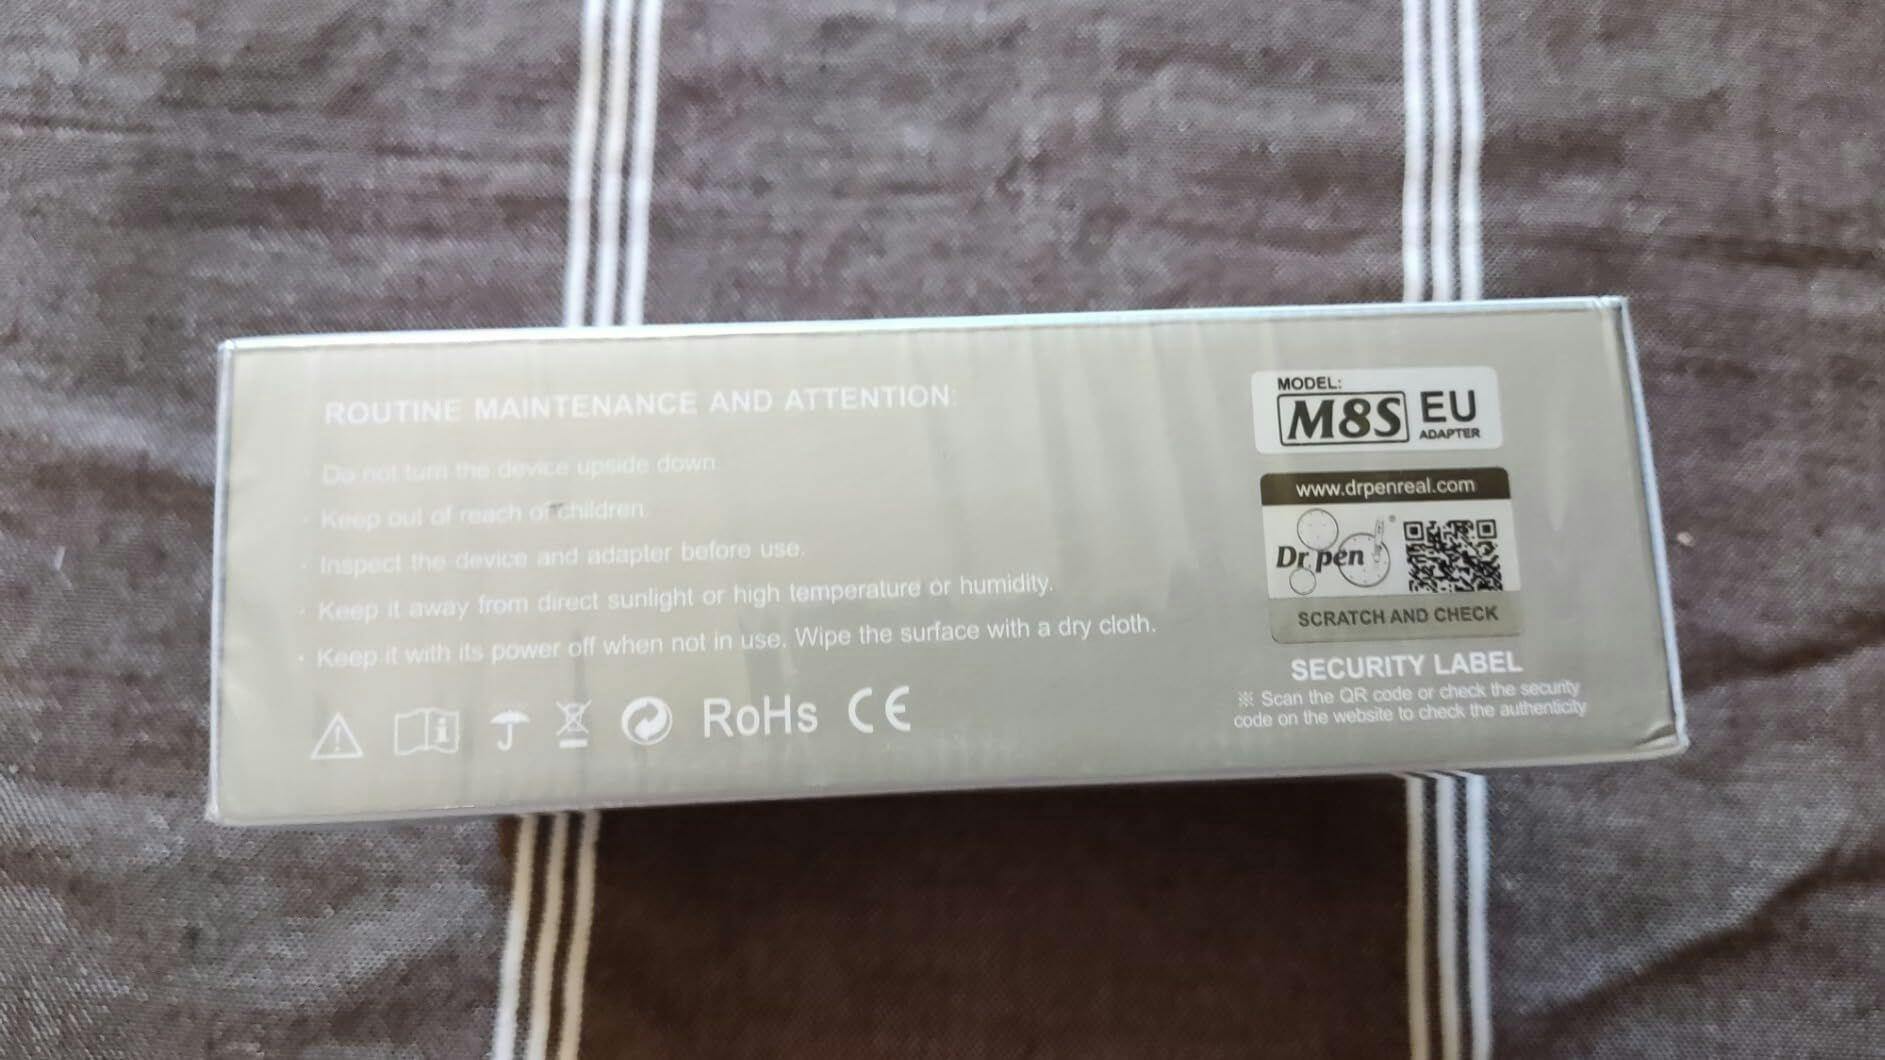 ROUTINE MAINTENANCE AND ATTENTION:
Do not turn the device upside down
· Keep out of reach of children.
· Inspect the device and adapter before use.
· Keep it away from direct sunlight or high temperature or humidity.
· Keep it with its power off when not in use. Wipe the surface with a dry cloth.
RoHs CE
MODEL:
M8S EU
ADAPTER
www.drpenreal.com
Dr pen ®
SCRATCH AND CHECK
SECURITY LABEL
※ Scan the QR code or check the security
code on the website to check the authenticity